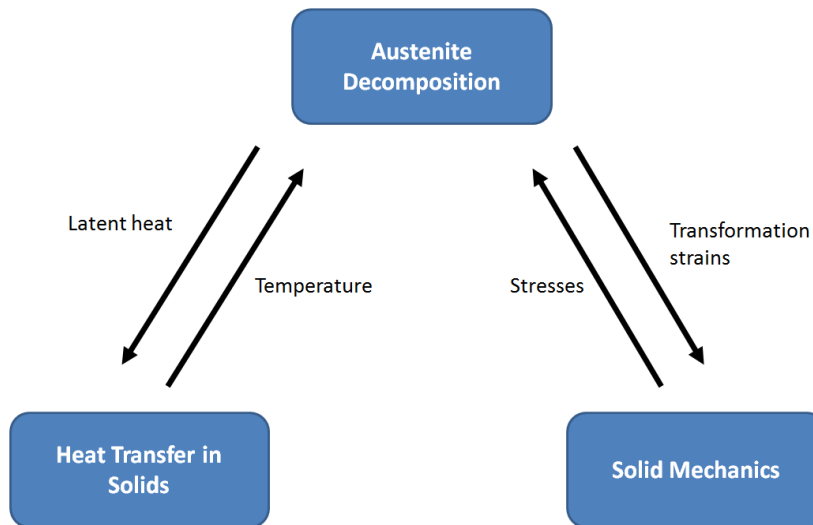 Austenite
Decomposition
Latent heat
Temperature
Stresses
Transformation
strains
Heat Transfer in
Solids
Solid Mechanics